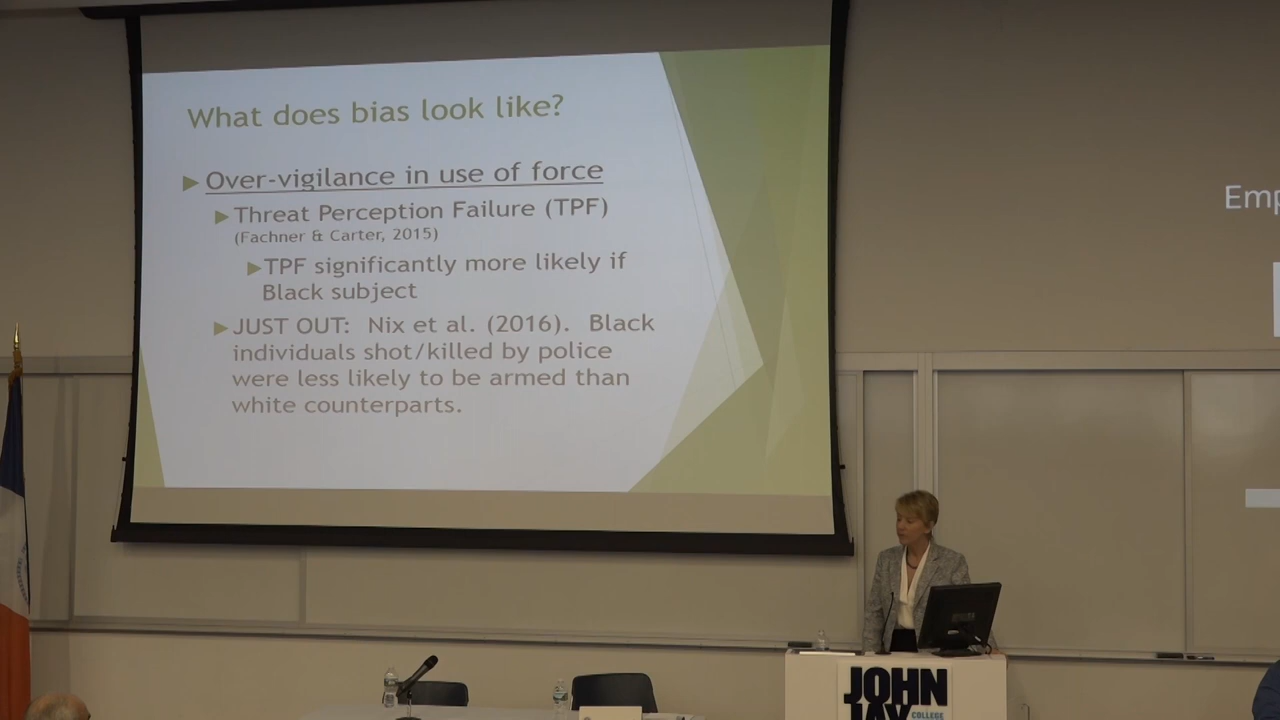 What does bias look like?
Over-vigilance in use of force
Threat Perception Failure (TPF)
(Fachner & Carter, 2015)
TPF significantly more likely if
Black subject
JUST OUT: Nix et al. (2016). Black
individuals shot/killed by police
were less likely to be armed than
white counterparts.
Emp
JOHN
JAY
COLLEGE